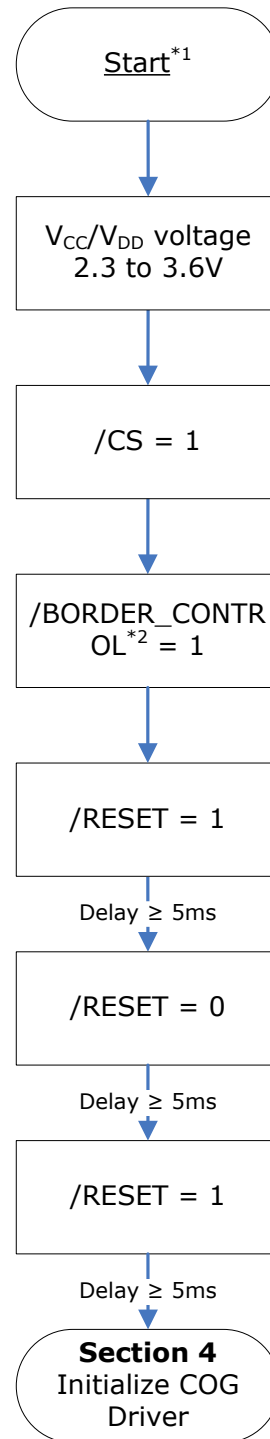 Start*1
VCC/VDD voltage
2.3 to 3.6V
/CS = 1
/BORDER_CONTR
OL*2 = 1
/RESET = 1
Delay ≥ 5ms
/RESET = 0
Delay ≥ 5ms
/RESET = 1
Delay ≥ 5ms
Section 4
Initialize COG
Driver